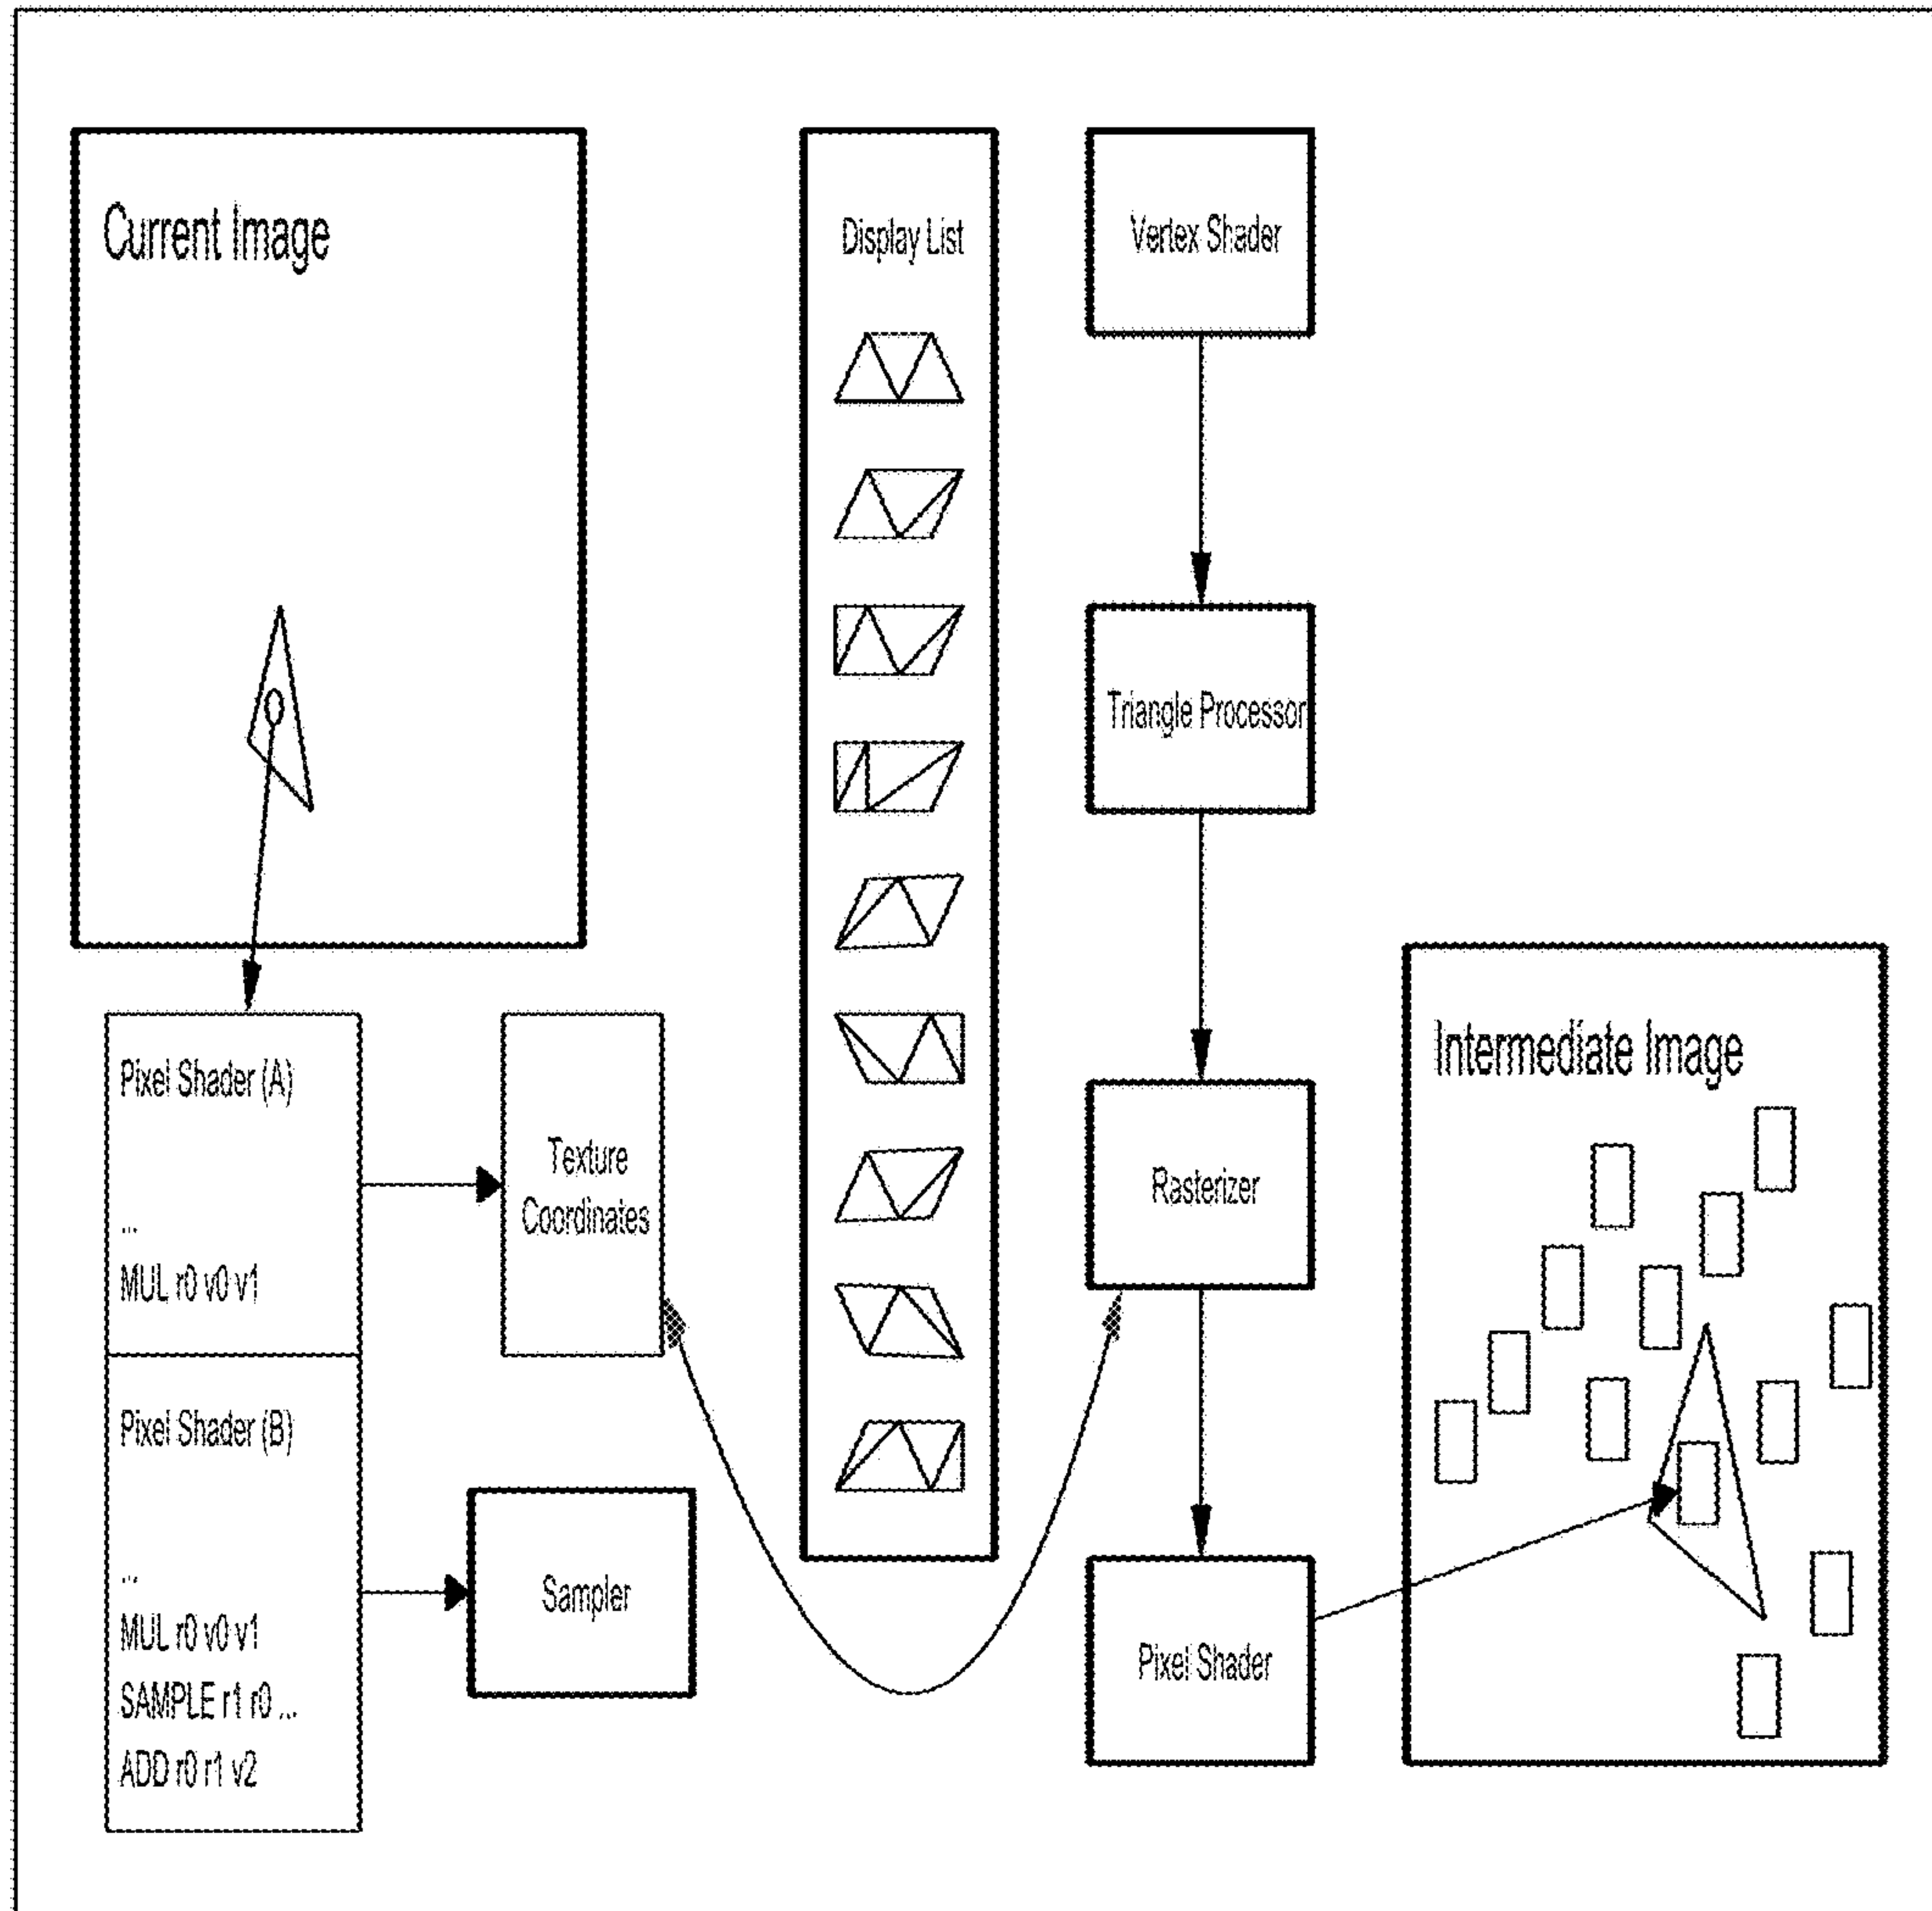 Current Image
Display List
Vertex Shader
Triangle Processor
Pixel Shader (A)
...
MUL r0 v0 v1
Texture
Coordinates
Rasterizer
Intermediate Image
Pixel Shader (B)
...
MUL r0 v0 v1
SAMPLE r1 r0 ...
ADD r0 r1 v2
Sampler
Pixel Shader